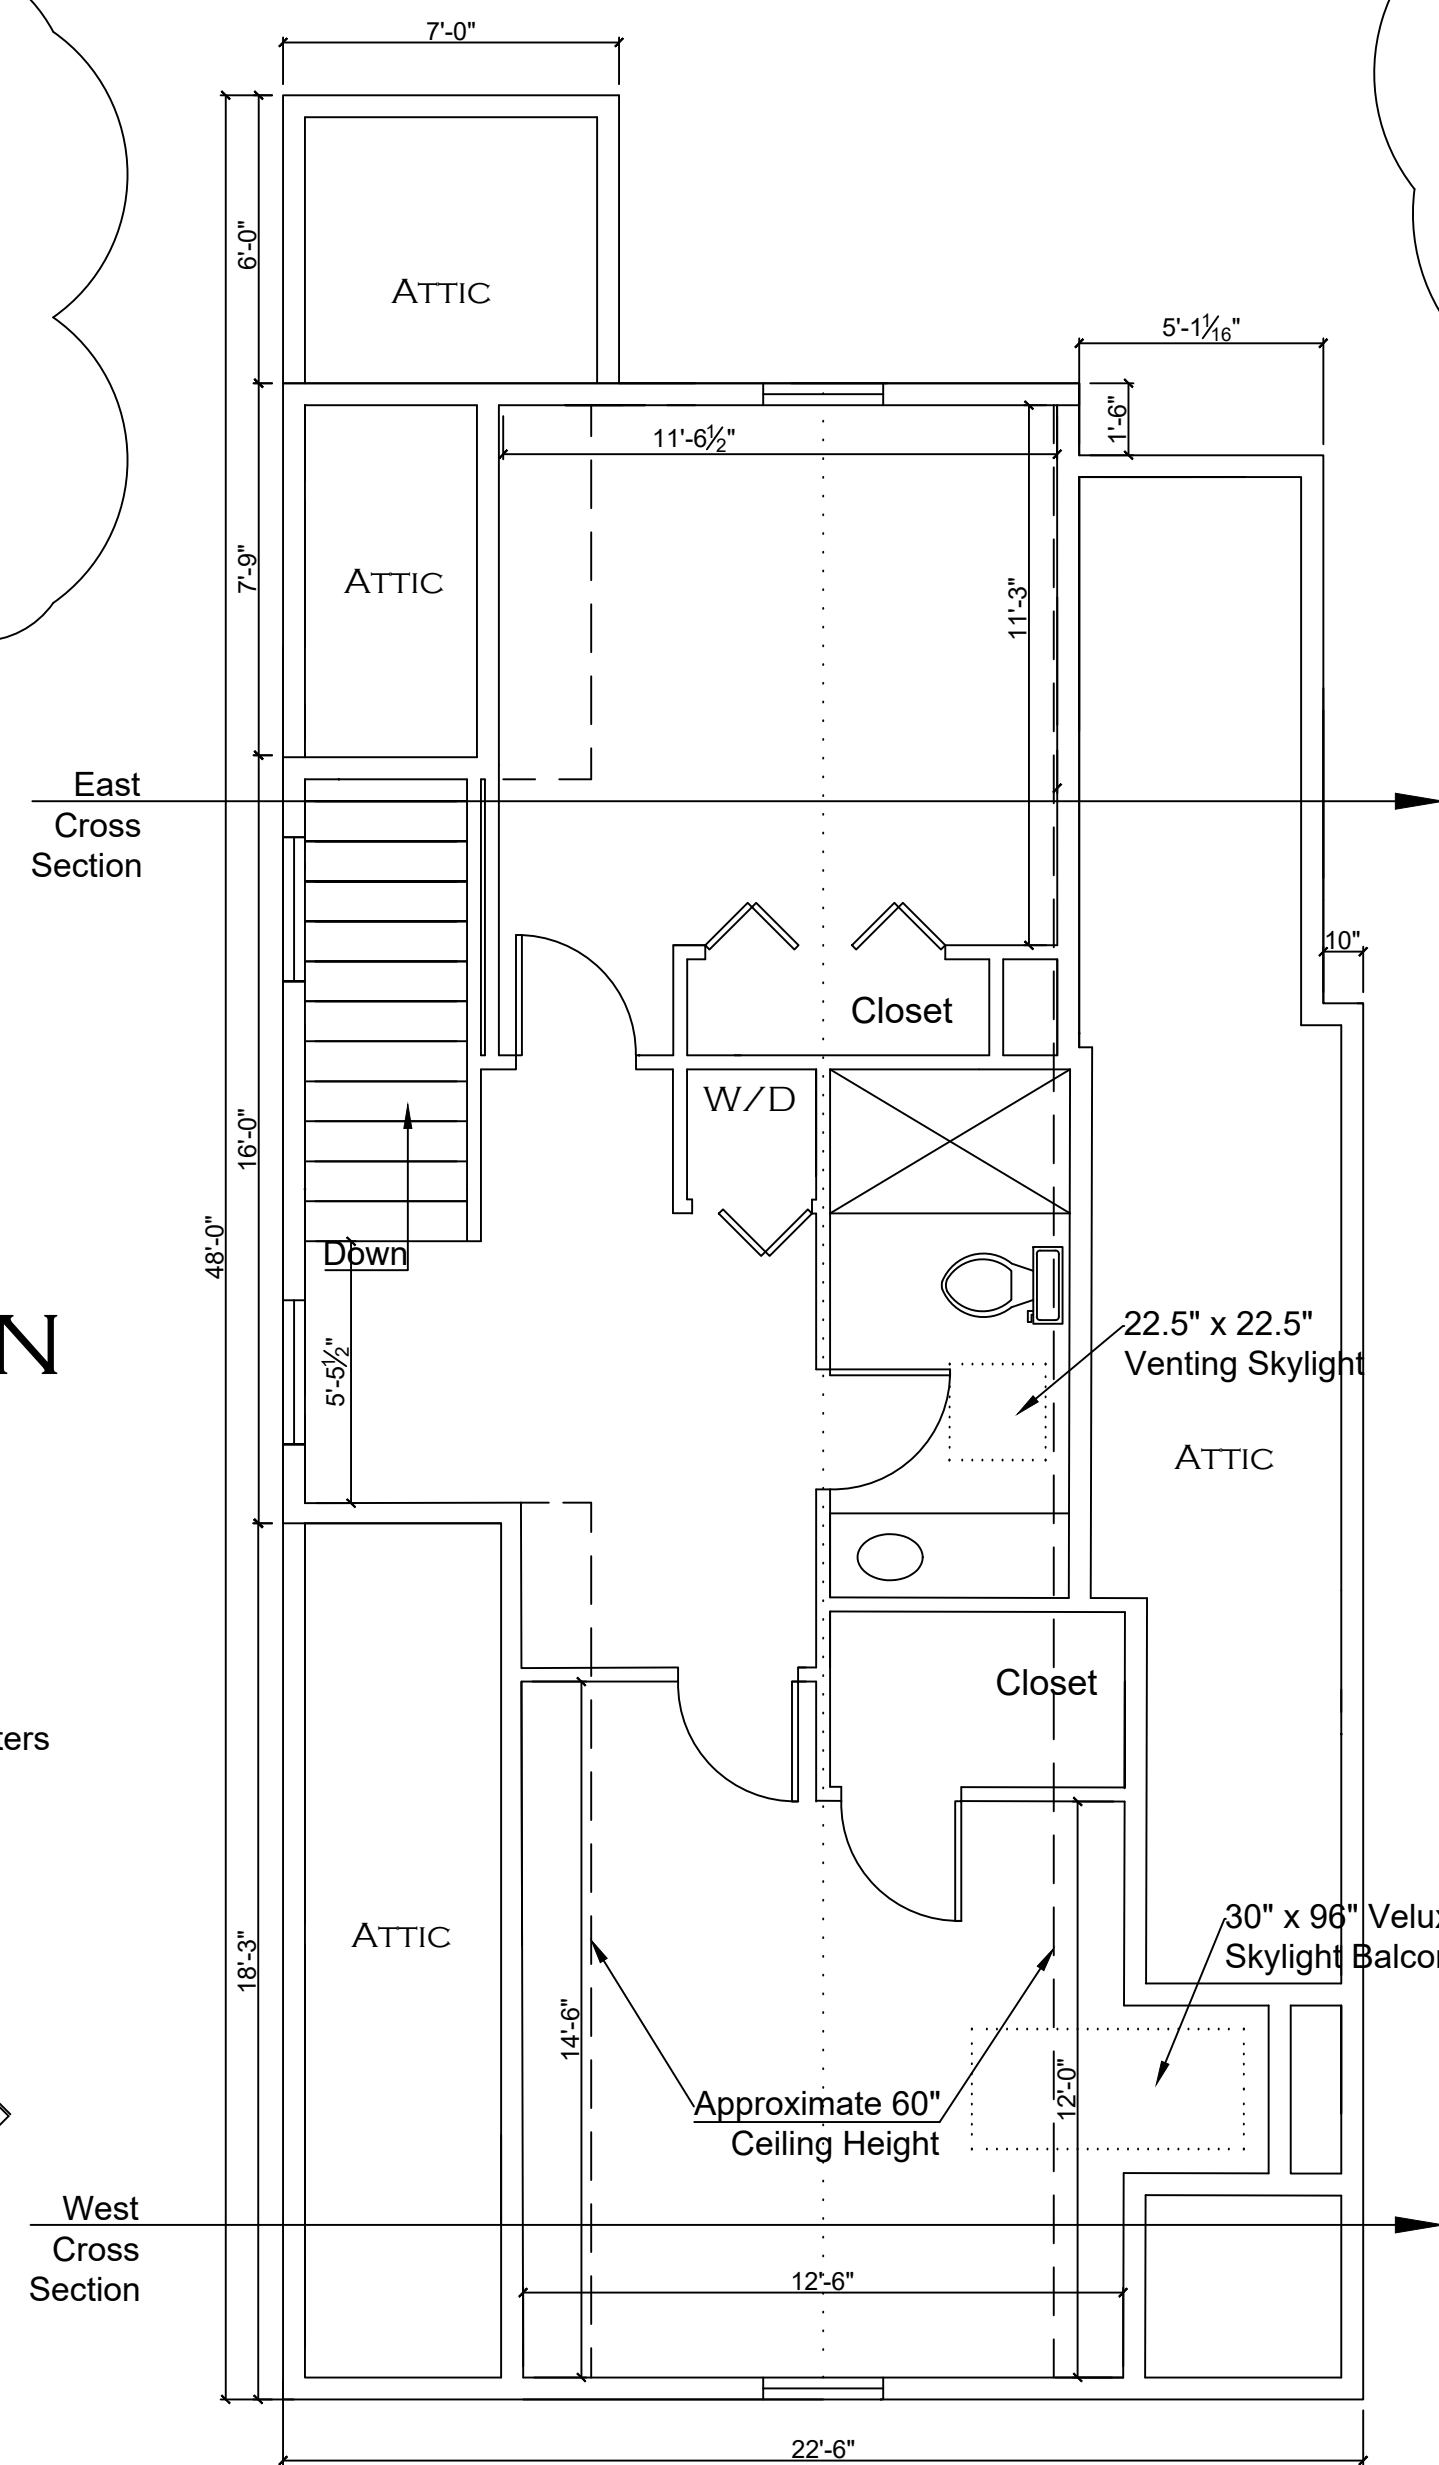 7'-0"
6'-0"
ATTIC
5'-1 1/16"
1'-6"
11'-6 1/2"
7'-9"
ATTIC
11'-3"
East
Cross
Section
10"
Closet
W/D
16'-0"
48'-0"
Down
N
22.5" x 22.5"
Venting Skylight
5'-5 1/2"
ATTIC
Closet
ters
30" x 96" Velux
Skylight Balcon
ATTIC
18'-3"
14'-6"
12'-0"
Approximate 60"
Ceiling Height
West
Cross
Section
12'-6"
22'-6"